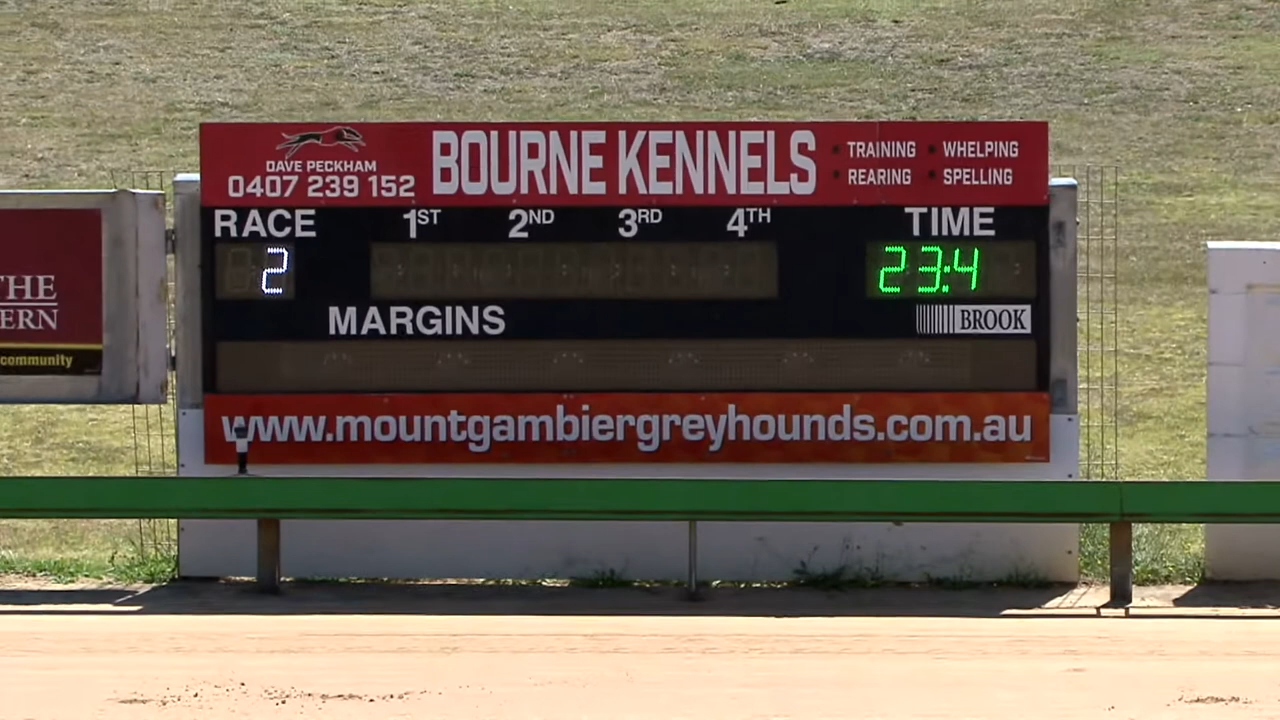 DAVE PECKHAM
0407 239 152
BOURNE KENNELS
• TRAINING • WHELPING
• REARING • SPELLING
RACE 1ST 2ND 3RD 4TH TIME
2 23:4
MARGINS
BROOK
www.mountgambiergreyhounds.com.au
THE
ERN
community